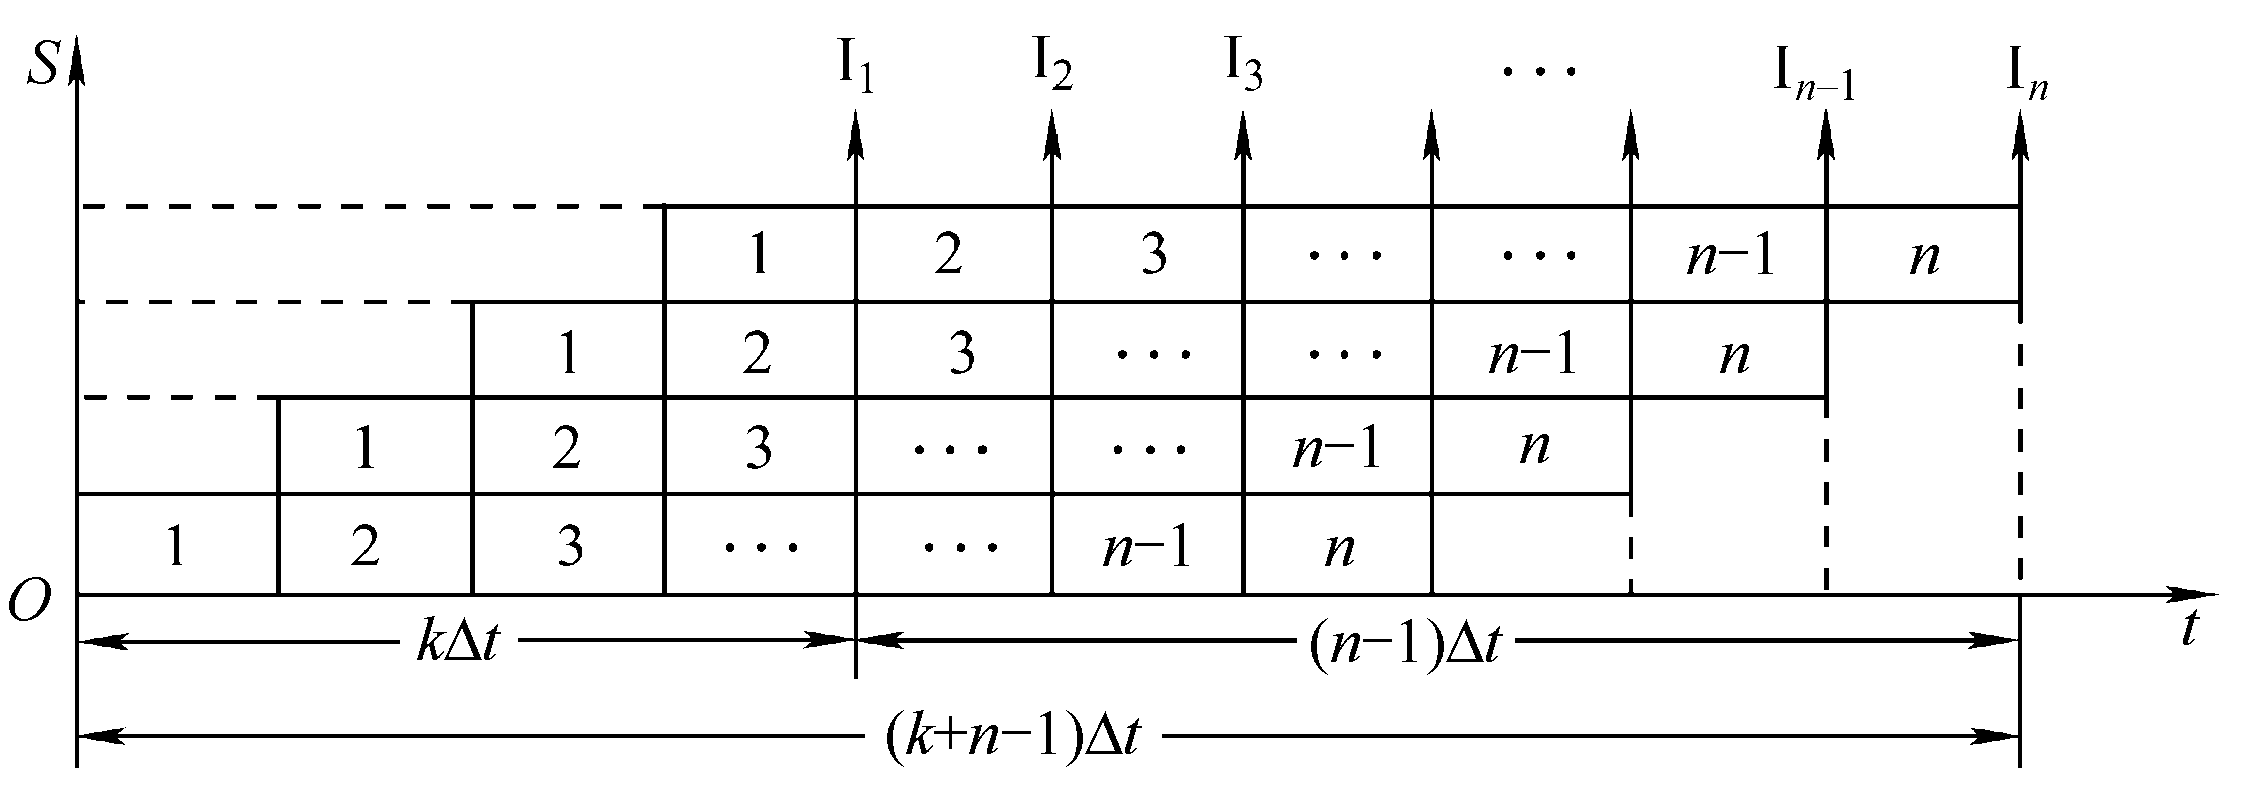 S I₁ I₂ I₃ ··· Iₙ₋₁ Iₙ
1 2 3 ··· ··· n−1 n
1 2 3 ··· ··· n−1 n
1 2 3 ··· ··· n−1 n
1 2 3 ··· ··· n−1 n
O t
kΔt (n−1)Δt
(k+n−1)Δt